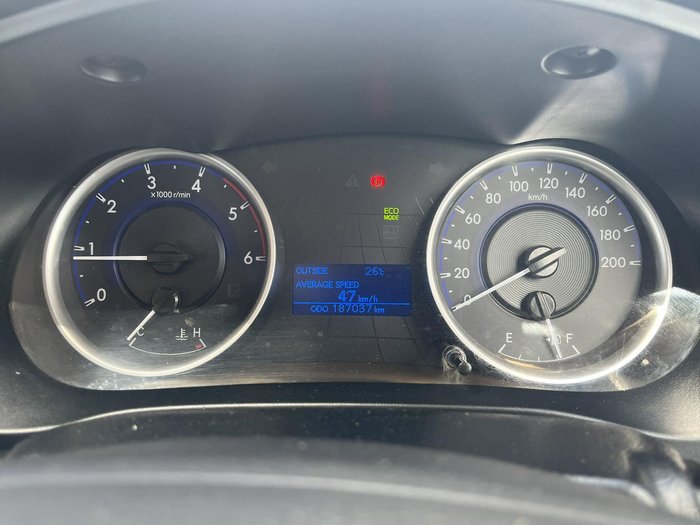 0
1
2
3
4
5
6
x1000 r/min
C
H
ECO
MODE
OUTSIDE 26℃
AVERAGE SPEED
47 km/h
ODO 187037 km
0
20
40
60
80
100
120
140
160
180
200
km/h
E
F